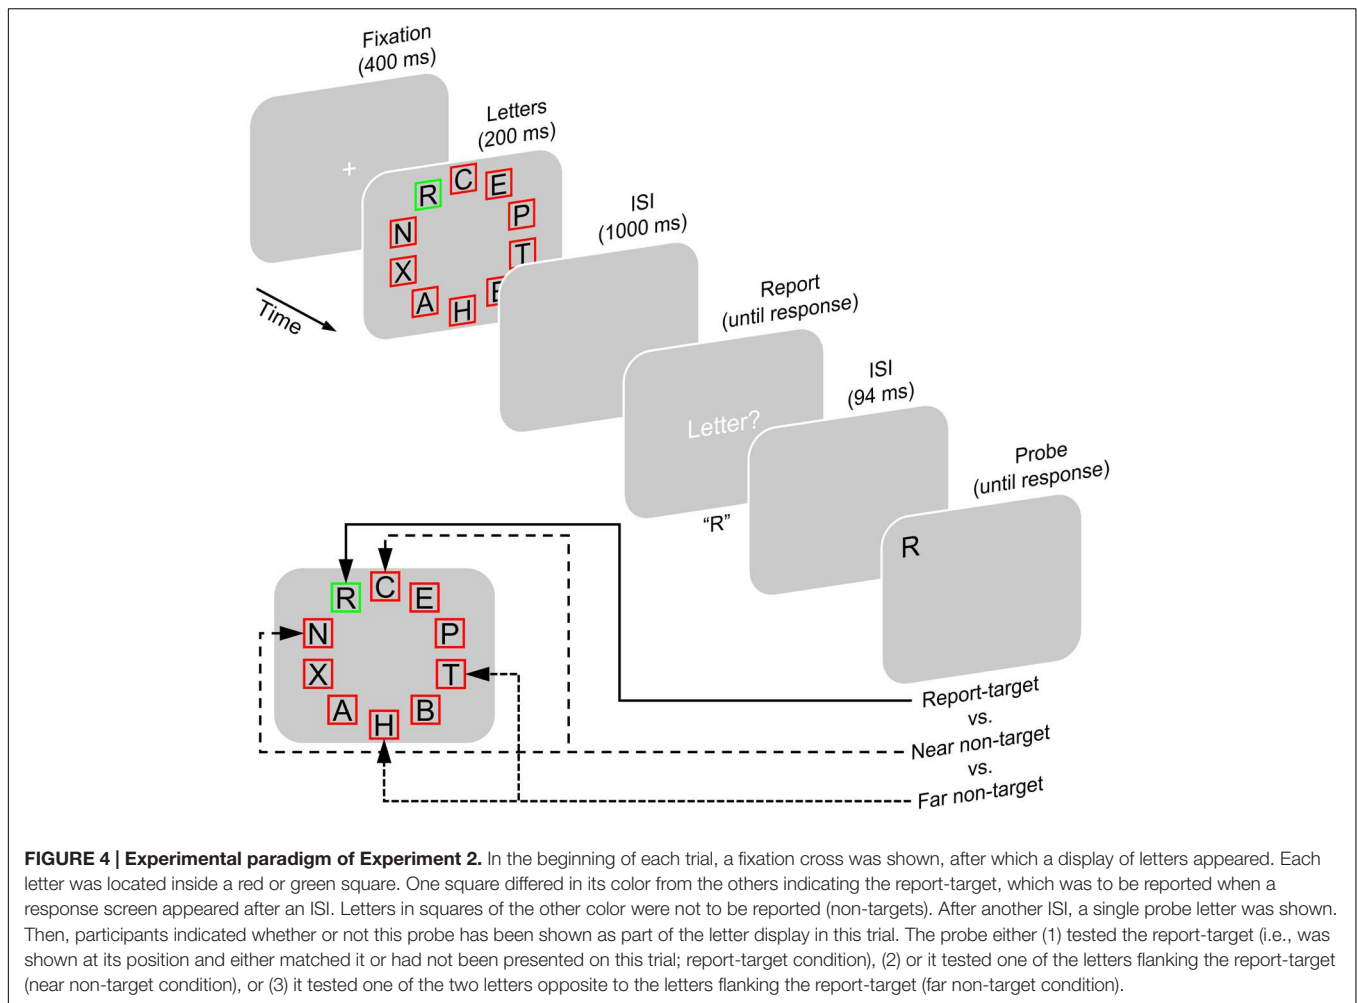 Fixation
(400 ms)
+
Letters
(200 ms)
R C E
P
N
T
X
A H B
ISI
(1000 ms)
Report
(until response)
Letter?
"R"
ISI
(94 ms)
Probe
(until response)
R
Time
R C E
N P
X T
A H B
Report-target
vs.
Near non-target
vs.
Far non-target
FIGURE 4 | Experimental paradigm of Experiment 2. In the beginning of each trial, a fixation cross was shown, after which a display of letters appeared. Each
letter was located inside a red or green square. One square differed in its color from the others indicating the report-target, which was to be reported when a
response screen appeared after an ISI. Letters in squares of the other color were not to be reported (non-targets). After another ISI, a single probe letter was shown.
Then, participants indicated whether or not this probe has been shown as part of the letter display in this trial. The probe either (1) tested the report-target (i.e., was
shown at its position and either matched it or had not been presented on this trial; report-target condition), (2) or it tested one of the letters flanking the report-target
(near non-target condition), or (3) it tested one of the two letters opposite to the letters flanking the report-target (far non-target condition).